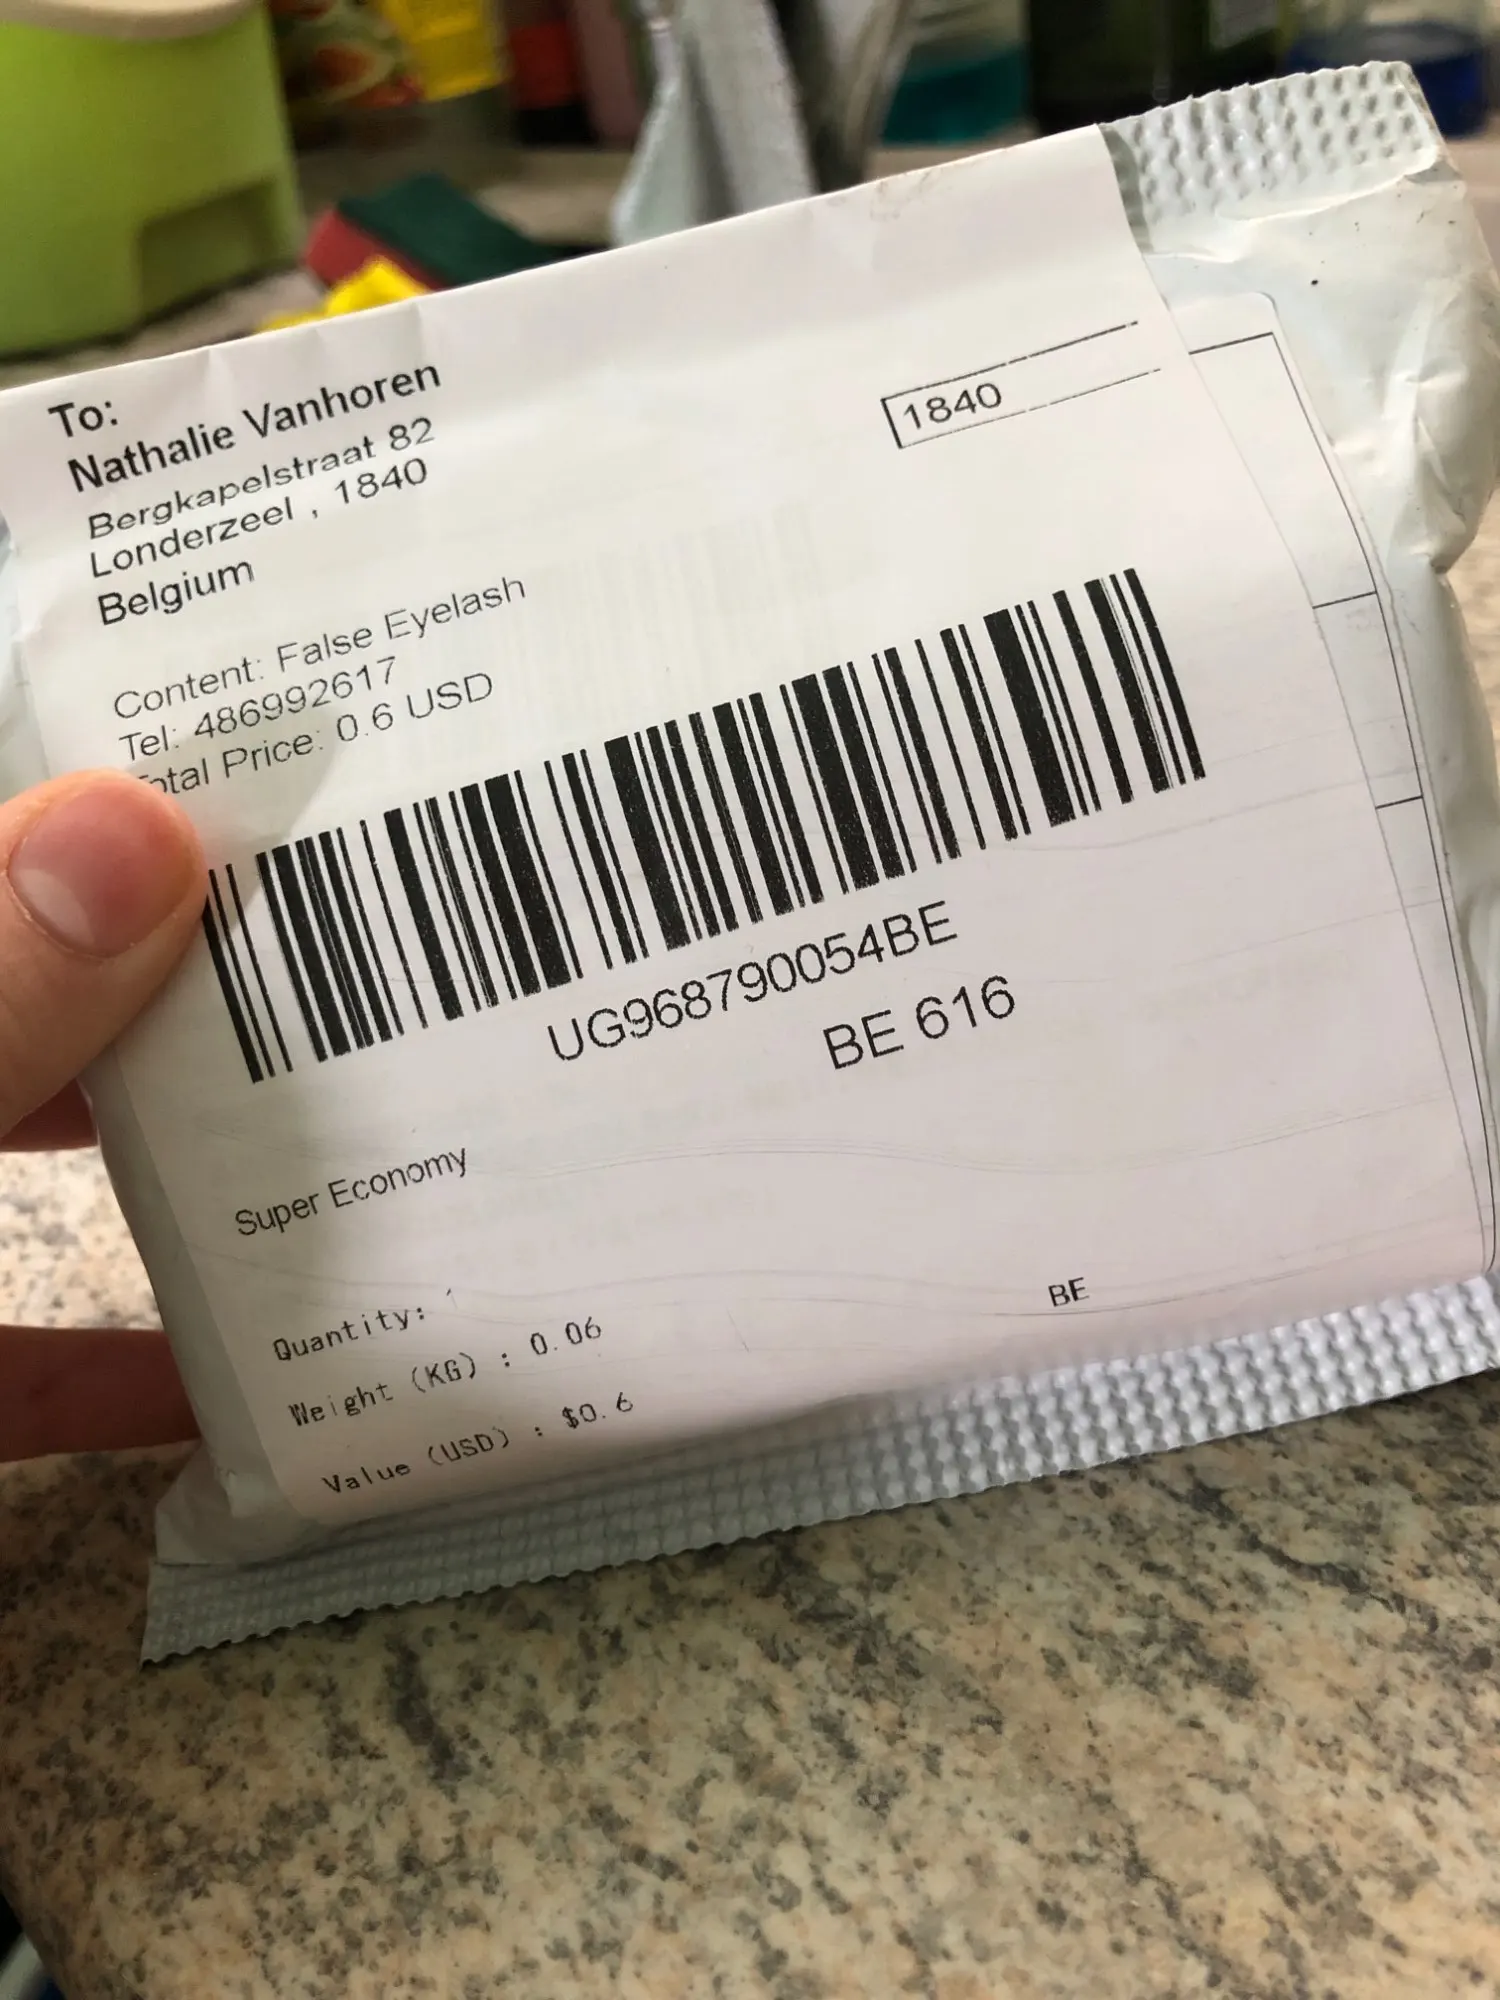 To:
Nathalie Vanhoren
Bergkapelstraat 82
Londerzeel , 1840
Belgium
1840
Content: False Eyelash
Tel: 486992617
Price: 0.6 USD
UG968790054BE
BE 616
Super Economy
Quantity:
Weight (KG) : 0.06
Value (USD) : $0.6
BE